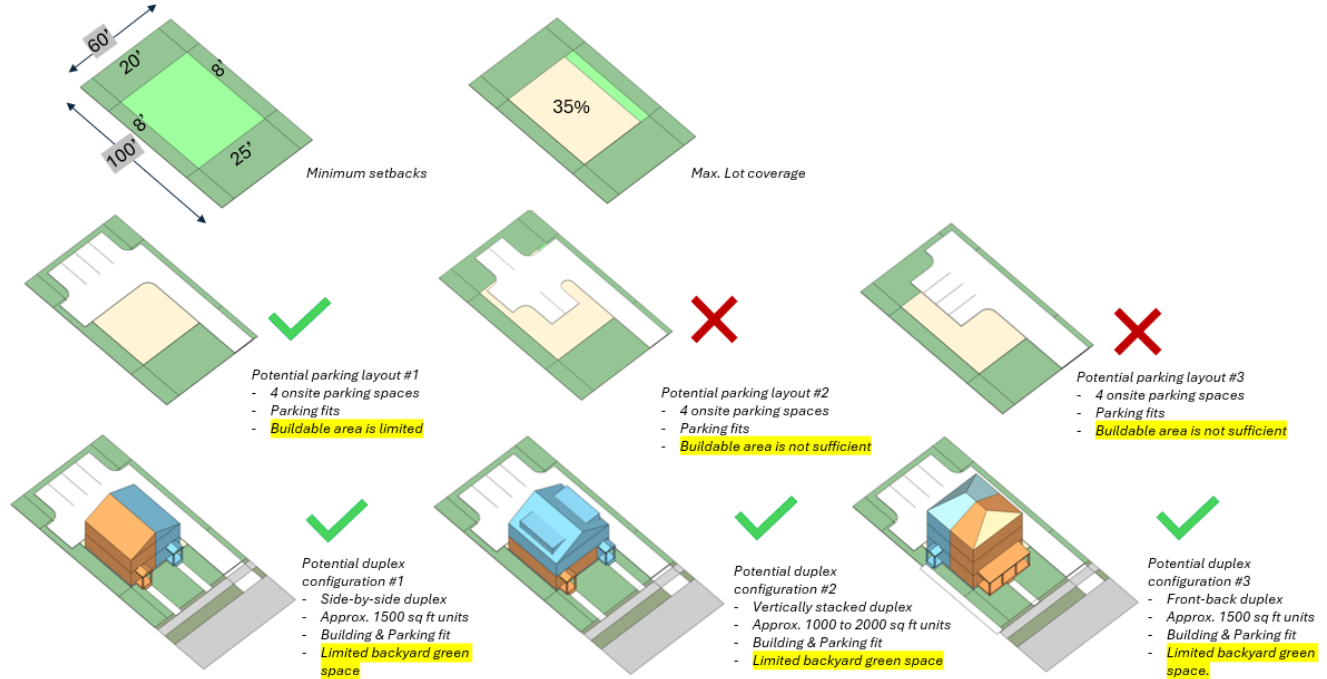 60’
20’
8’
8’
100’
25’
Minimum setbacks
35%
Max. Lot coverage
Potential parking layout #1
- 4 onsite parking spaces
- Parking fits
- Buildable area is limited
Potential parking layout #2
- 4 onsite parking spaces
- Parking fits
- Buildable area is not sufficient
Potential parking layout #3
- 4 onsite parking spaces
- Parking fits
- Buildable area is not sufficient
Potential duplex
configuration #1
- Side-by-side duplex
- Approx. 1500 sq ft units
- Building & Parking fit
- Limited backyard green
space
Potential duplex
configuration #2
- Vertically stacked duplex
- Approx. 1000 to 2000 sq ft units
- Building & Parking fit
- Limited backyard green space
Potential duplex
configuration #3
- Front-back duplex
- Approx. 1500 sq ft units
- Building & Parking fit
- Limited backyard green
space.